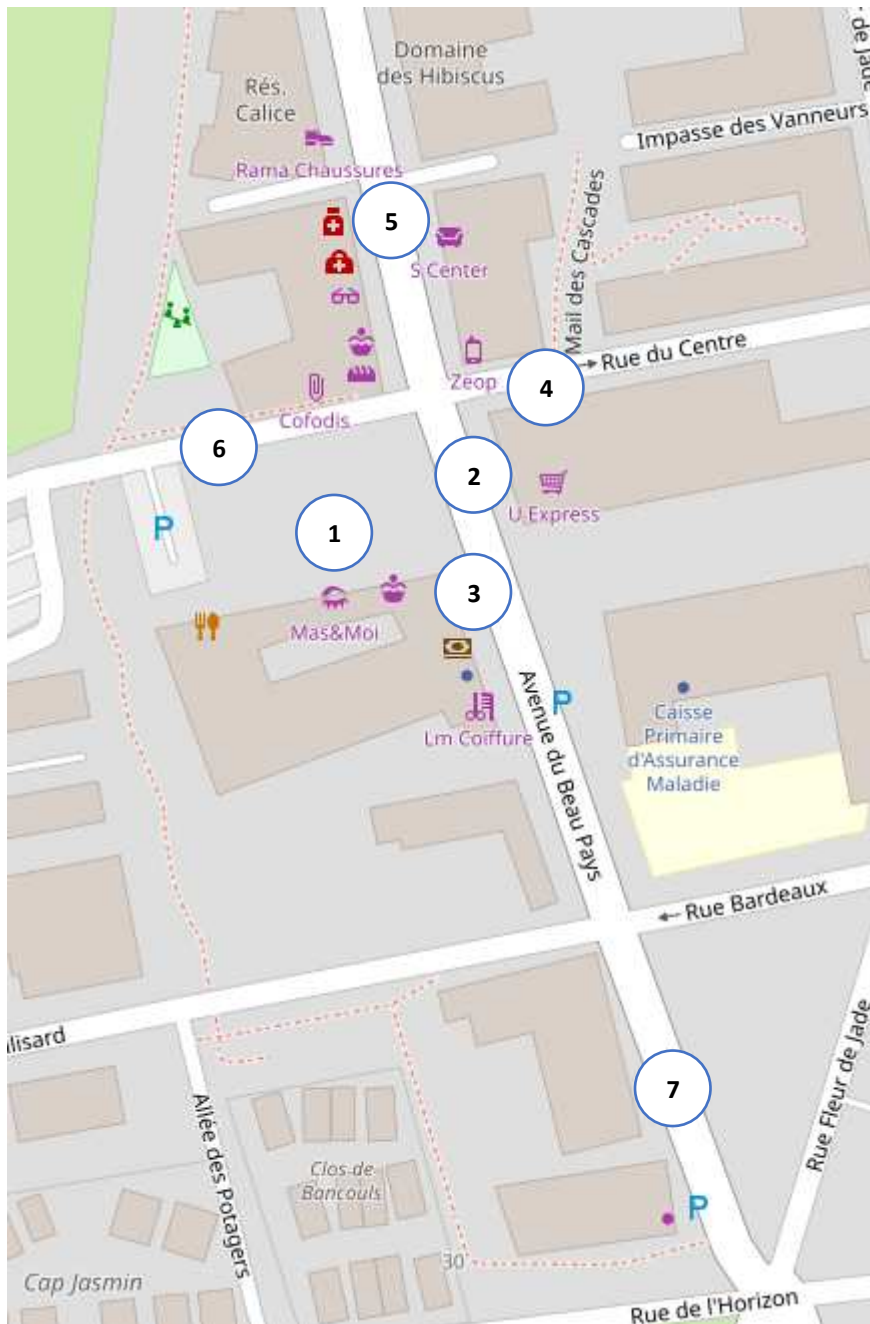 Domaine
des Hibiscus
de Jade
Rés.
Calice
Impasse des Vanneurs
Rama Chaussures
Mail des Cascades
5
S Center
Rue du Centre
Zeop
4
Cofodis
6
2
U Express
P
1
3
Mas&Moi
Avenue du Beau Pays
P
Lm Coiffure
Caisse
Primaire
d'Assurance
Maladie
Rue Bardeaux
lisard
Rue Fleur de Jade
7
Allée des Potagers
Clos de
Bancouls
P
30
Cap Jasmin
Rue de l'Horizon